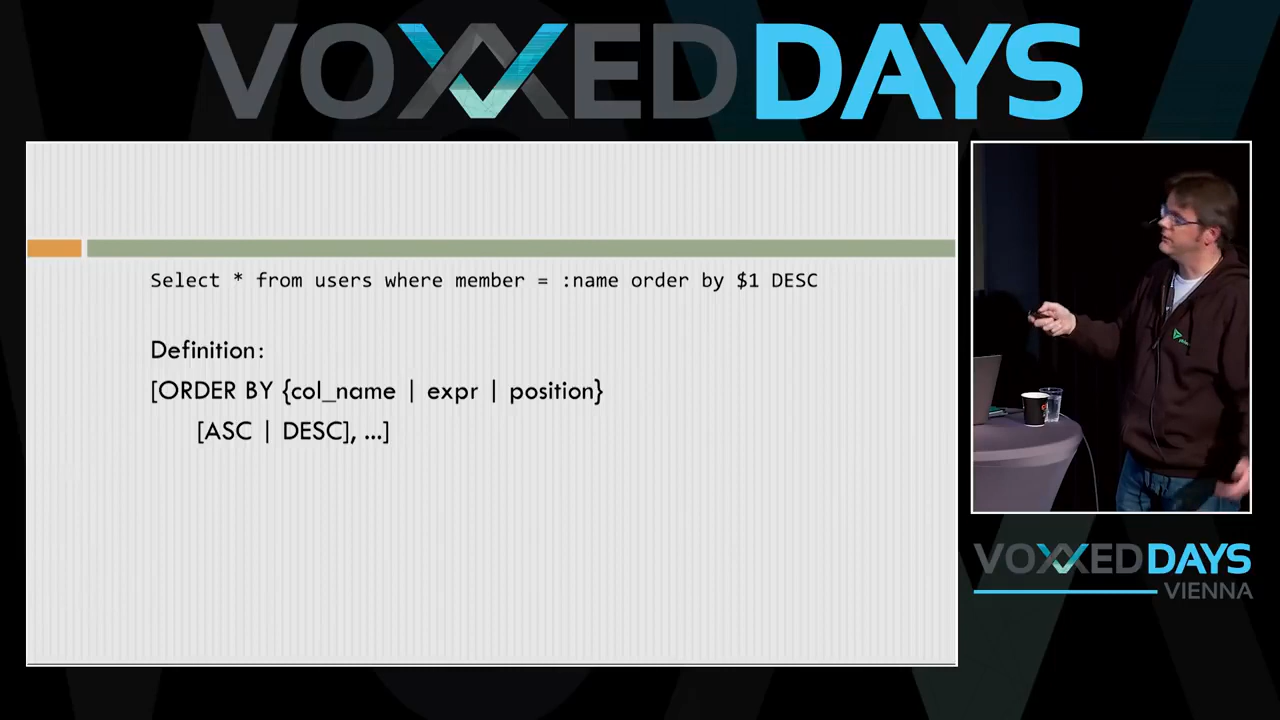 VOXXED DAYS
Select * from users where member = :name order by $1 DESC
Definition:
[ORDER BY {col_name | expr | position}
[ASC | DESC], ...]
VOXXED DAYS
VIENNA